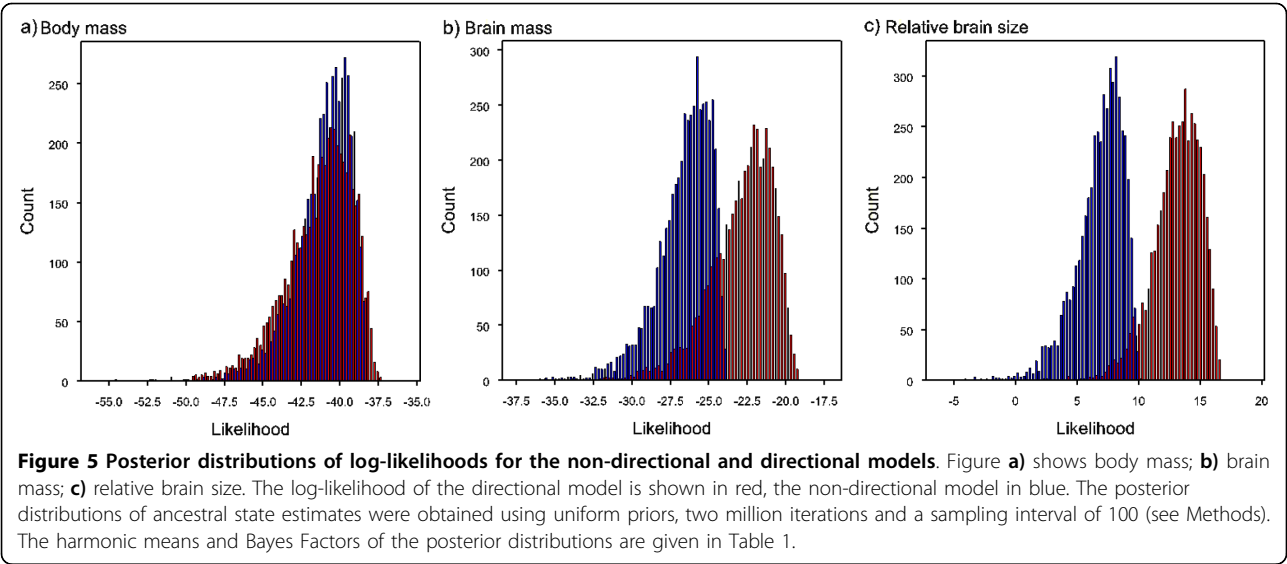 a) Body mass
b) Brain mass
c) Relative brain size
250
200
150
100
50
0
Count
-55.0 -52.5 -50.0 -47.5 -45.0 -42.5 -40.0 -37.5 -35.0
Likelihood
300
250
200
150
100
50
0
Count
-37.5 -35.0 -32.5 -30.0 -27.5 -25.0 -22.5 -20.0 -17.5
Likelihood
300
250
200
150
100
50
0
Count
-5 0 5 10 15 20
Likelihood
Figure 5 Posterior distributions of log-likelihoods for the non-directional and directional models. Figure a) shows body mass; b) brain
mass; c) relative brain size. The log-likelihood of the directional model is shown in red, the non-directional model in blue. The posterior
distributions of ancestral state estimates were obtained using uniform priors, two million iterations and a sampling interval of 100 (see Methods).
The harmonic means and Bayes Factors of the posterior distributions are given in Table 1.